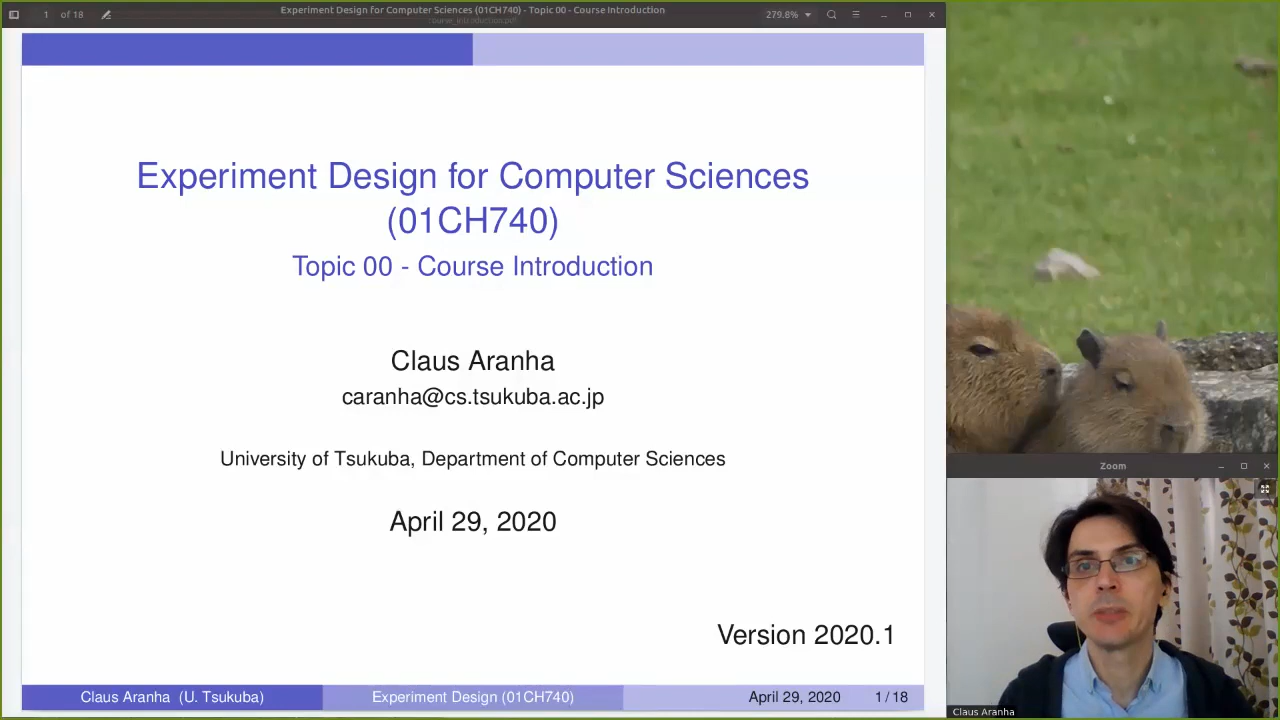 1 of 18
Experiment Design for Computer Sciences (01CH740) - Topic 00 - Course Introduction
course_introduction.pdf
279.8%
Experiment Design for Computer Sciences
(01CH740)
Topic 00 - Course Introduction
Claus Aranha
caranha@cs.tsukuba.ac.jp
University of Tsukuba, Department of Computer Sciences
April 29, 2020
Version 2020.1
Claus Aranha (U. Tsukuba)
Experiment Design (01CH740)
April 29, 2020
1 / 18
Zoom
Claus Aranha